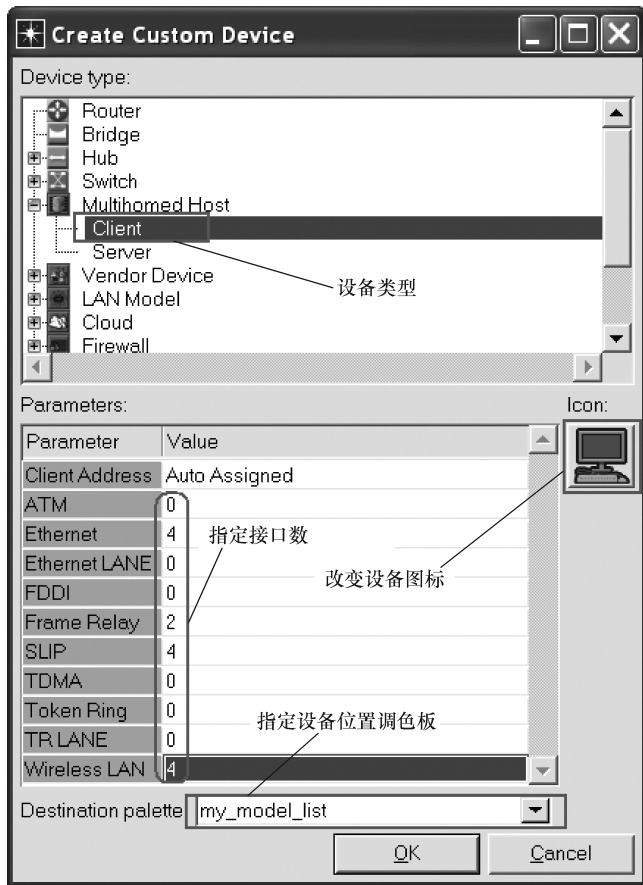 Create Custom Device
Device type:
Router
Bridge
Hub
Switch
Multihomed Host
Client
Server
设备类型
Vendor Device
LAN Model
Cloud
Firewall
Parameters:
Icon:
Parameter Value
Client Address Auto Assigned
ATM 0
Ethernet 4
指定接口数
Ethernet LANE 0
改变设备图标
FDDI 0
Frame Relay 2
SLIP 4
TDMA 0
Token Ring 0
指定设备位置调色板
TR LANE 0
Wireless LAN 4
Destination palette my_model_list
OK Cancel